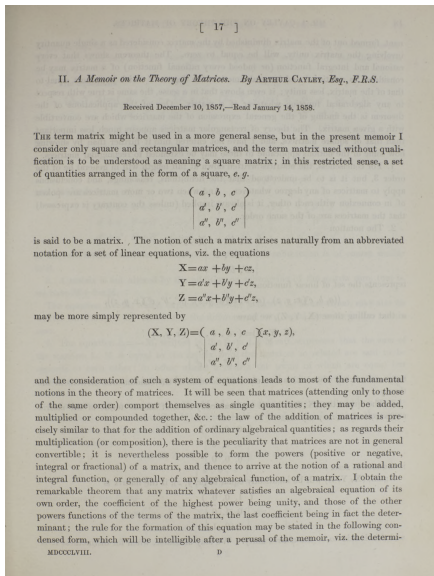 [ 17 ]
II. A Memoir on the Theory of Matrices. By ARTHUR CAYLEY, Esq., F.R.S.
Received December 10, 1857,—Read January 14, 1858.
THE term matrix might be used in a more general sense, but in the present memoir I
consider only square and rectangular matrices, and the term matrix used without quali-
fication is to be understood as meaning a square matrix; in this restricted sense, a set
of quantities arranged in the form of a square, e. g.
( a , b , c )
| a′, b′, c′ |
| a″, b″, c″ |
is said to be a matrix. The notion of such a matrix arises naturally from an abbreviated
notation for a set of linear equations, viz. the equations
X=ax +by +cz,
Y=a′x+b′y+c′z,
Z =a″x+b″y+c″z,
may be more simply represented by
(X, Y, Z)=( a , b , c )(x, y, z),
| a′, b′, c′ |
| a″, b″, c″ |
and the consideration of such a system of equations leads to most of the fundamental
notions in the theory of matrices. It will be seen that matrices (attending only to those
of the same order) comport themselves as single quantities; they may be added,
multiplied or compounded together, &c.: the law of the addition of matrices is pre-
cisely similar to that for the addition of ordinary algebraical quantities; as regards their
multiplication (or composition), there is the peculiarity that matrices are not in general
convertible; it is nevertheless possible to form the powers (positive or negative,
integral or fractional) of a matrix, and thence to arrive at the notion of a rational and
integral function, or generally of any algebraical function, of a matrix. I obtain the
remarkable theorem that any matrix whatever satisfies an algebraical equation of its
own order, the coefficient of the highest power being unity, and those of the other
powers functions of the terms of the matrix, the last coefficient being in fact the deter-
minant; the rule for the formation of this equation may be stated in the following con-
densed form, which will be intelligible after a perusal of the memoir, viz. the determi-
MDCCCLVIII. D